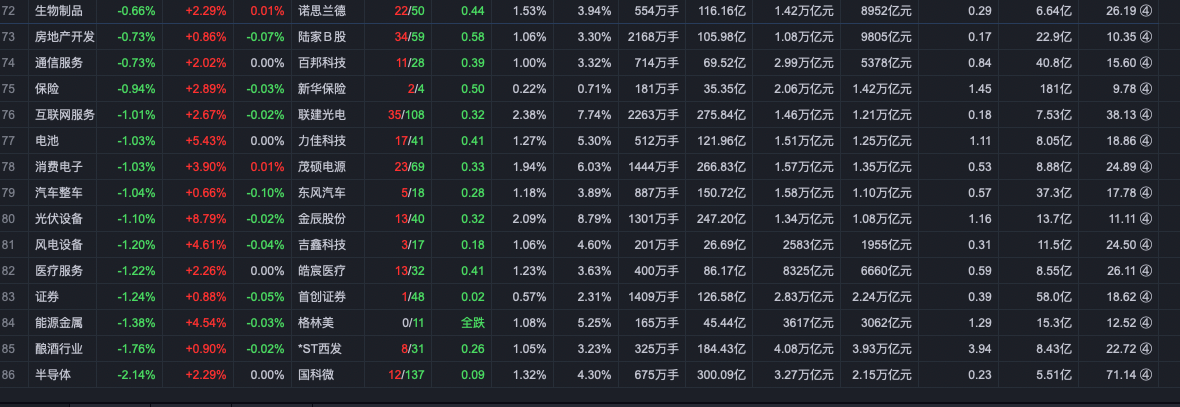 72 生物制品 -0.66% +2.29% 0.01% 诺思兰德 22/50 0.44 1.53% 3.94% 554万手 116.16亿 1.42万亿元 8952亿元 0.29 6.64亿 26.19 ④
73 房地产开发 -0.73% +0.86% -0.07% 陆家B股 34/59 0.58 1.06% 3.30% 2168万手 105.98亿 1.08万亿元 9805亿元 0.17 22.9亿 10.35 ④
74 通信服务 -0.73% +2.02% 0.00% 百邦科技 11/28 0.39 1.00% 3.32% 714万手 69.52亿 2.99万亿元 5378亿元 0.84 40.8亿 15.60 ④
75 保险 -0.94% +2.89% -0.03% 新华保险 2/4 0.50 0.22% 0.71% 181万手 35.35亿 2.06万亿元 1.42万亿元 1.45 181亿 9.78 ④
76 互联网服务 -1.01% +2.67% -0.02% 联建光电 35/108 0.32 2.38% 7.74% 2263万手 275.84亿 1.46万亿元 1.21万亿元 0.18 7.53亿 38.13 ④
77 电池 -1.03% +5.43% 0.00% 力佳科技 17/41 0.41 1.27% 5.30% 512万手 121.96亿 1.51万亿元 1.25万亿元 1.11 8.05亿 18.86 ④
78 消费电子 -1.03% +3.90% 0.01% 茂硕电源 23/69 0.33 1.94% 6.03% 1444万手 266.83亿 1.57万亿元 1.35万亿元 0.53 8.88亿 24.89 ④
79 汽车整车 -1.04% +0.66% -0.10% 东风汽车 5/18 0.28 1.18% 3.89% 887万手 150.72亿 1.58万亿元 1.10万亿元 0.57 37.3亿 17.78 ④
80 光伏设备 -1.10% +8.79% -0.02% 金辰股份 13/40 0.32 2.09% 8.79% 1301万手 247.20亿 1.34万亿元 1.08万亿元 1.16 13.7亿 11.11 ④
81 风电设备 -1.20% +4.61% -0.04% 吉鑫科技 3/17 0.18 1.06% 4.60% 201万手 26.69亿 2583亿元 1955亿元 0.31 11.5亿 24.50 ④
82 医疗服务 -1.22% +2.26% 0.00% 皓宸医疗 13/32 0.41 1.23% 3.63% 400万手 86.17亿 8325亿元 6660亿元 0.59 8.55亿 26.11 ④
83 证券 -1.24% +0.88% -0.05% 首创证券 1/48 0.02 0.57% 2.31% 1409万手 126.58亿 2.83万亿元 2.24万亿元 0.39 58.0亿 18.62 ④
84 能源金属 -1.38% +4.54% -0.03% 格林美 0/11 全跌 1.08% 5.25% 165万手 45.44亿 3617亿元 3062亿元 1.29 15.3亿 12.52 ④
85 酿酒行业 -1.76% +0.90% -0.02% *ST西发 8/31 0.26 1.05% 3.23% 325万手 184.43亿 4.08万亿元 3.93万亿元 3.94 8.43亿 22.72 ④
86 半导体 -2.14% +2.29% 0.00% 国科微 12/137 0.09 1.32% 4.30% 675万手 300.09亿 3.27万亿元 2.15万亿元 0.23 5.51亿 71.14 ④